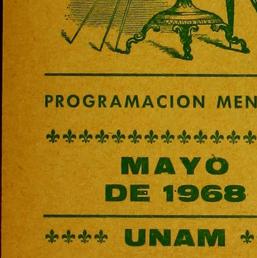 PROGRAMACION MEN
MAYO
DE 1968
UNAM